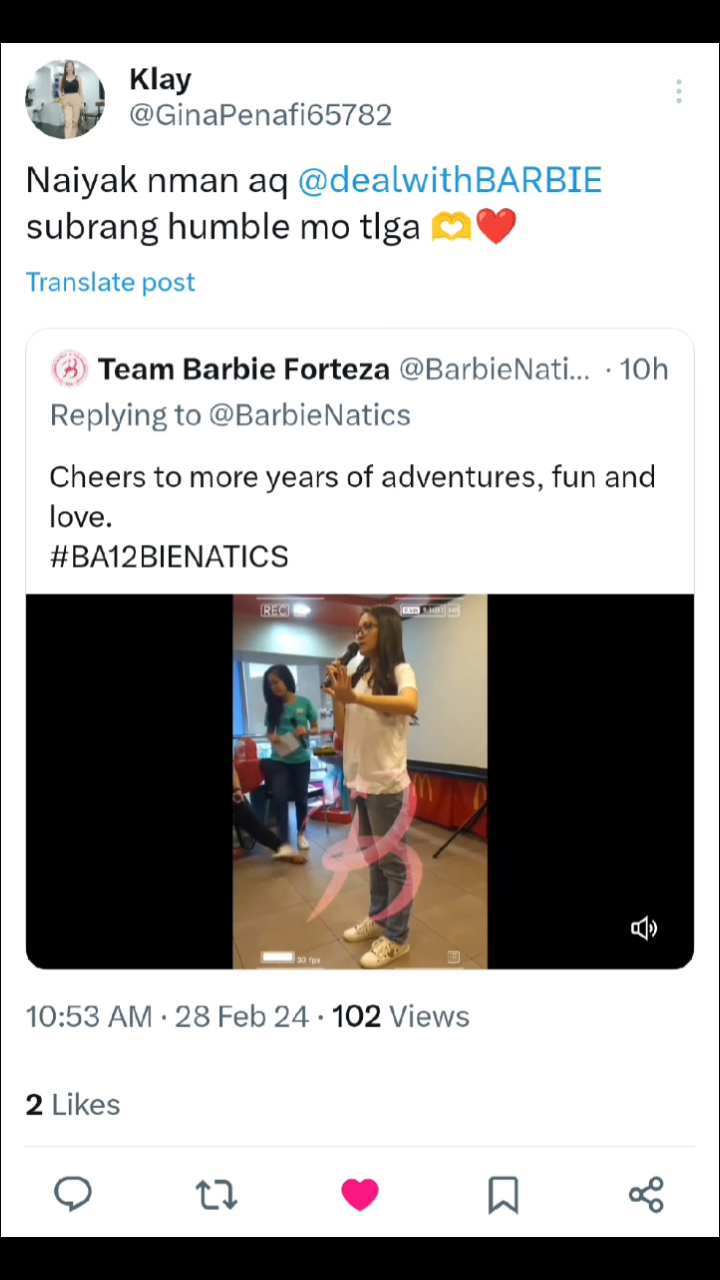 Klay
@GinaPenafi65782
Naiyak nman aq @dealwithBARBIE
subrang humble mo tlga 🫶❤️
Translate post
Team Barbie Forteza @BarbieNati... · 10h
Replying to @BarbieNatics
Cheers to more years of adventures, fun and
love.
#BA12BIENATICS
REC
30 fps
10:53 AM · 28 Feb 24 · 102 Views
2 Likes